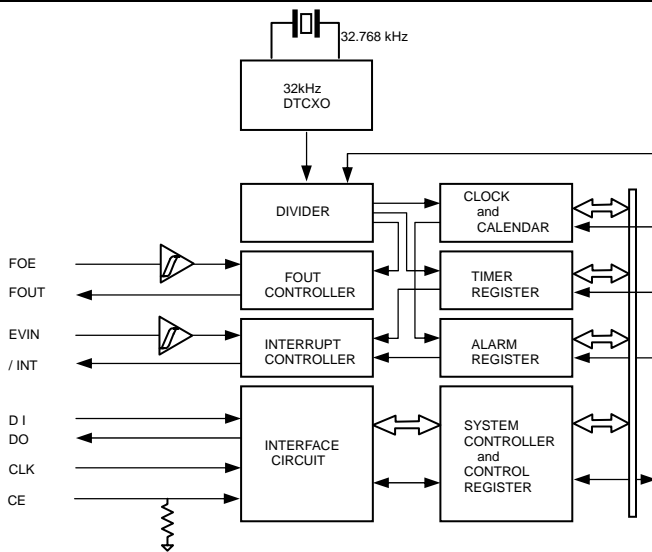 32.768 kHz
32kHz
DTCXO
DIVIDER
CLOCK
and
CALENDAR
FOE
FOUT
FOUT
CONTROLLER
TIMER
REGISTER
EVIN
/ INT
INTERRUPT
CONTROLLER
ALARM
REGISTER
D I
DO
CLK
CE
INTERFACE
CIRCUIT
SYSTEM
CONTROLLER
and
CONTROL
REGISTER